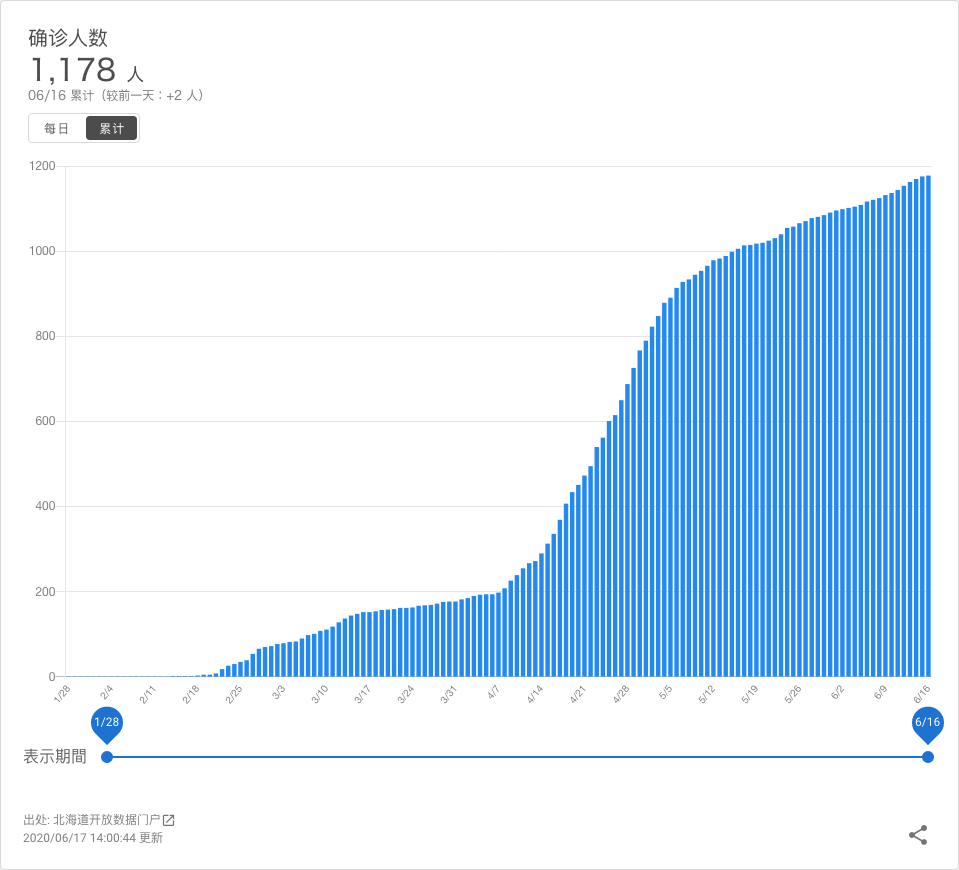 确诊人数
1,178 人
06/16 累计（较前一天：+2 人）
每日 累计
1200
1000
800
600
400
200
0
1/28 2/4 2/11 2/18 2/25 3/3 3/10 3/17 3/24 3/31 4/7 4/14 4/21 4/28 5/5 5/12 5/19 5/26 6/2 6/9 6/16
1/28 6/16
表示期間
出处: 北海道开放数据门户
2020/06/17 14:00:44 更新